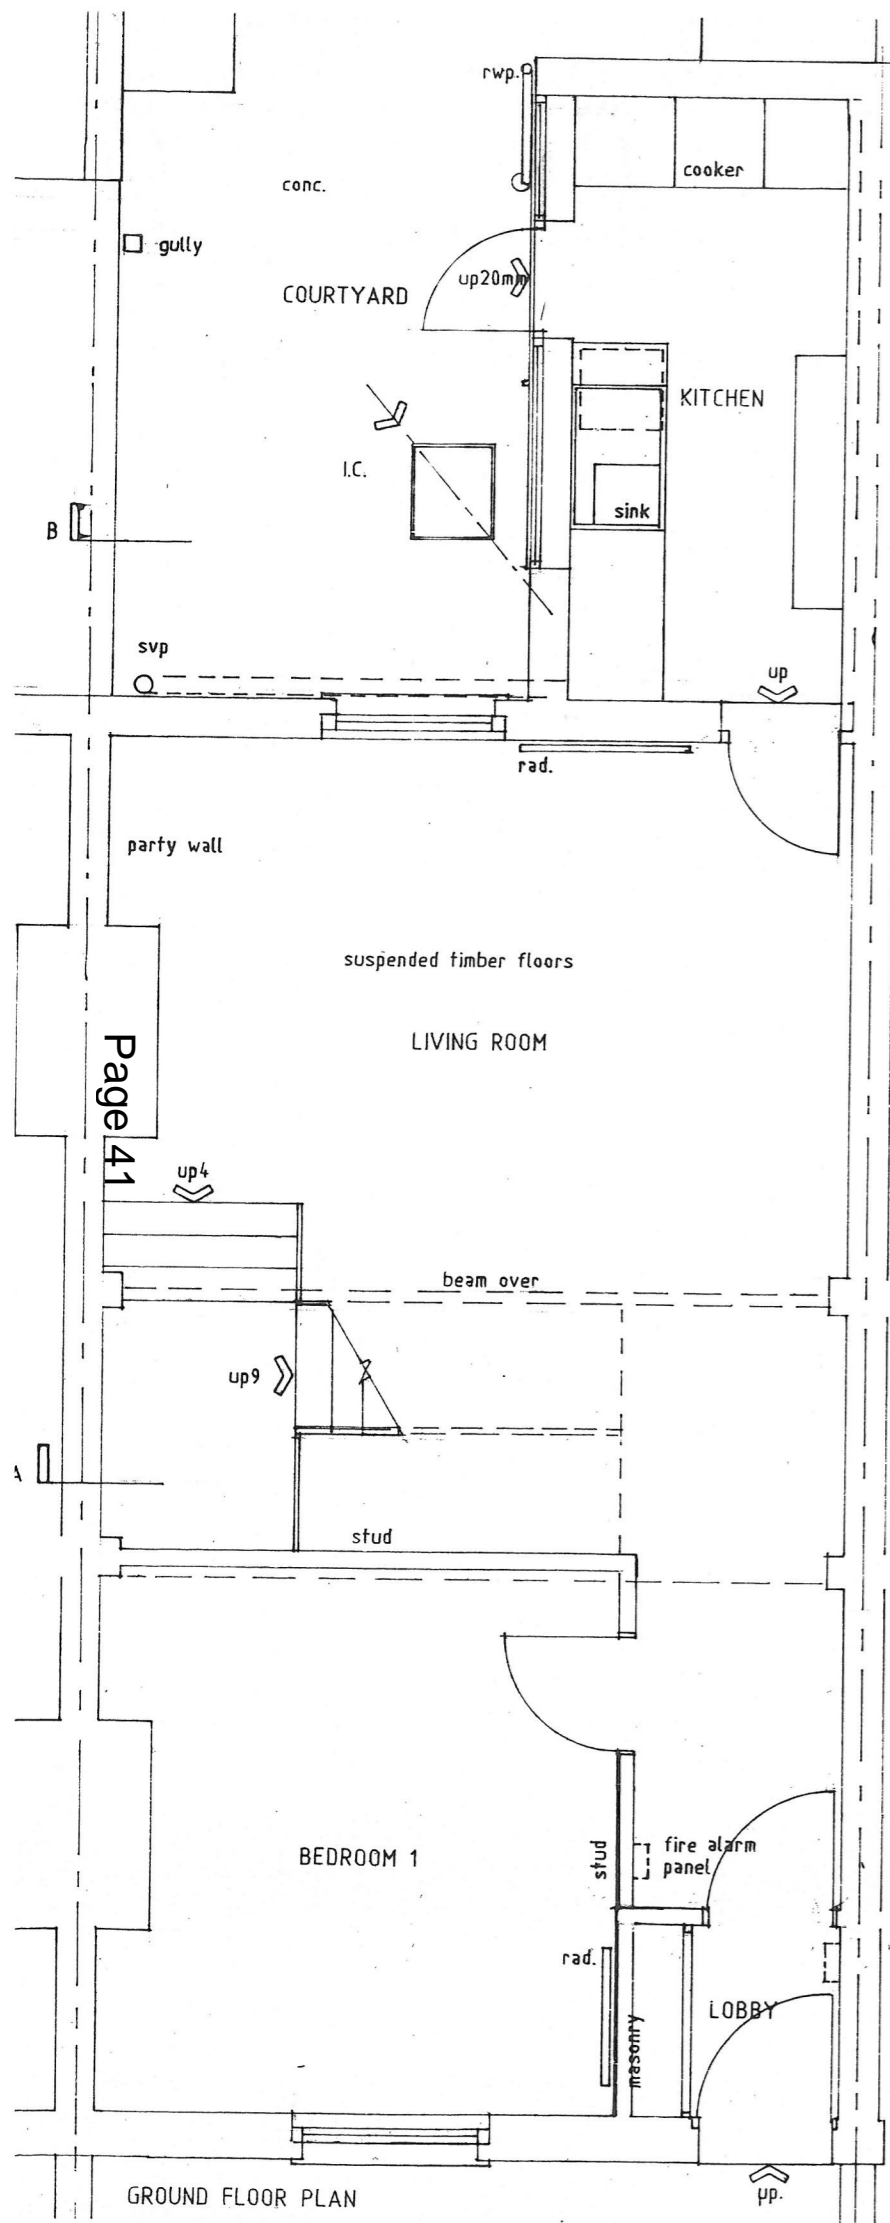 rwp.
cooker
conc.
gully
COURTYARD
up20mm
KITCHEN
I.C.
sink
B
svp
up
rad.
party wall
suspended timber floors
LIVING ROOM
Page 41
up4
beam over
up9
A
stud
BEDROOM 1
stud
fire alarm
panel
rad.
LOBBY
masonry
GROUND FLOOR PLAN
up.